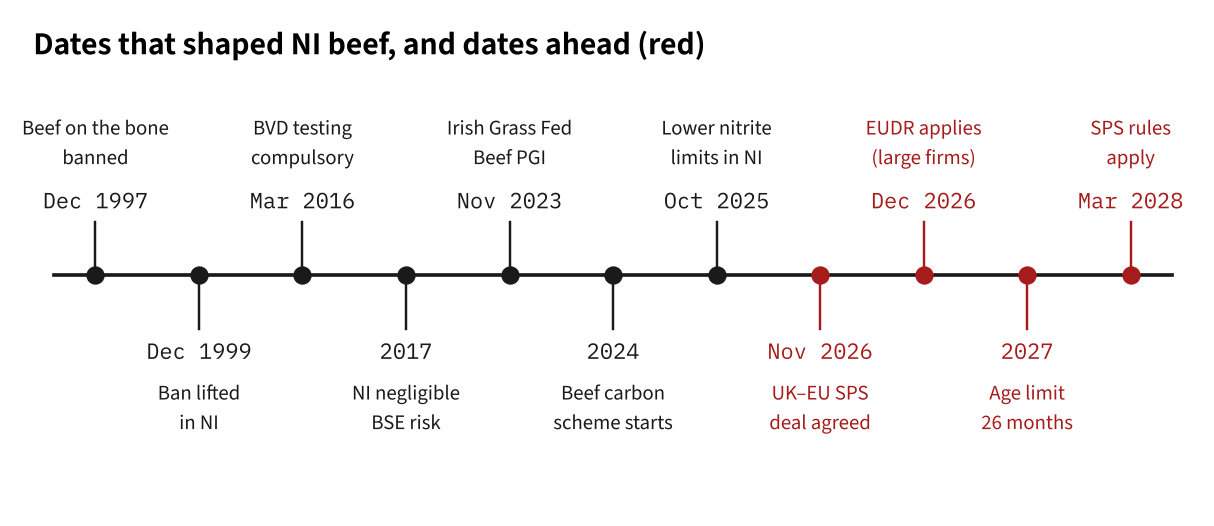 Dates that shaped NI beef, and dates ahead (red)
Beef on the bone
banned
Dec 1997
BVD testing
compulsory
Mar 2016
Irish Grass Fed
Beef PGI
Nov 2023
Lower nitrite
limits in NI
Oct 2025
EUDR applies
(large firms)
Dec 2026
SPS rules
apply
Mar 2028
Dec 1999
Ban lifted
in NI
2017
NI negligible
BSE risk
2024
Beef carbon
scheme starts
Nov 2026
UK–EU SPS
deal agreed
2027
Age limit
26 months